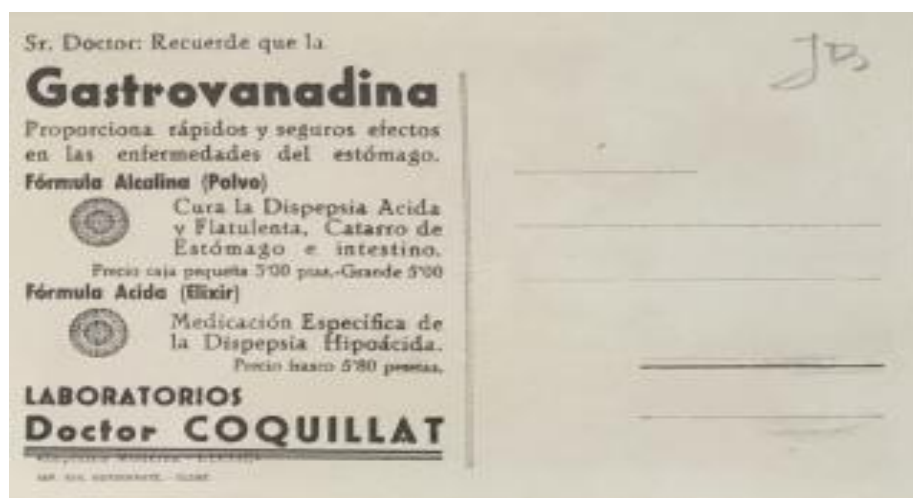 Sr. Doctor: Recuerde que la
Gastrovanadina
Proporciona rápidos y seguros efectos
en las enfermedades del estómago.
Fórmula Alcalina (Polvo)
Cura la Dispepsia Acida
y Flatulenta, Catarro de
Estómago e intestino.
Precio caja pequeña 3'00 ptas.-Grande 5'00
Fórmula Acida (Elixir)
Medicación Específica de
la Dispepsia Hipoácida.
Precio frasco 5'80 pesetas.
LABORATORIOS
Doctor COQUILLAT
JB